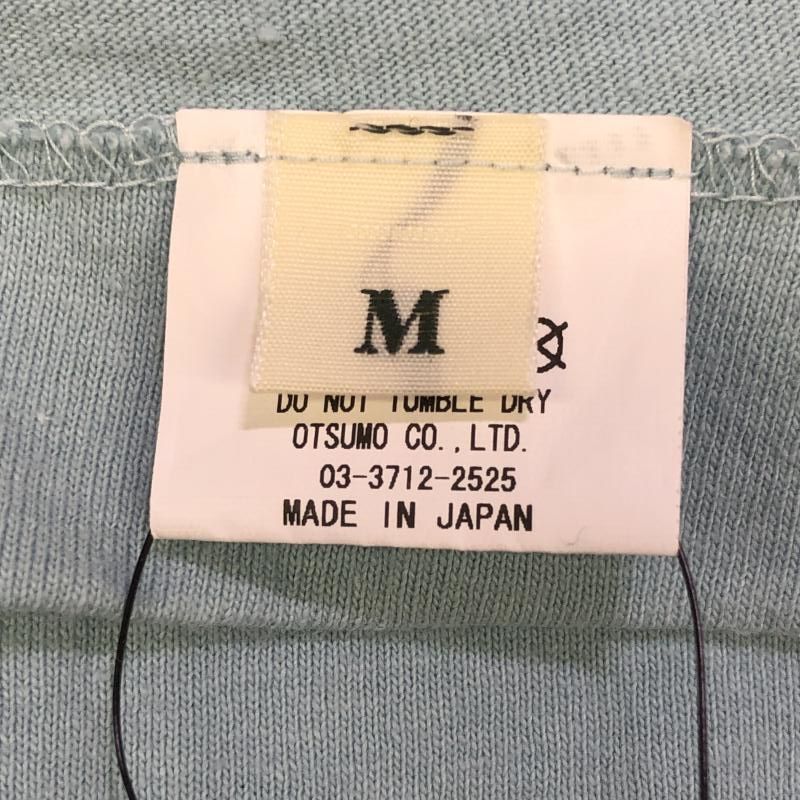 M
DO NOT TUMBLE DRY
OTSUMO CO.,LTD.
03-3712-2525
MADE IN JAPAN